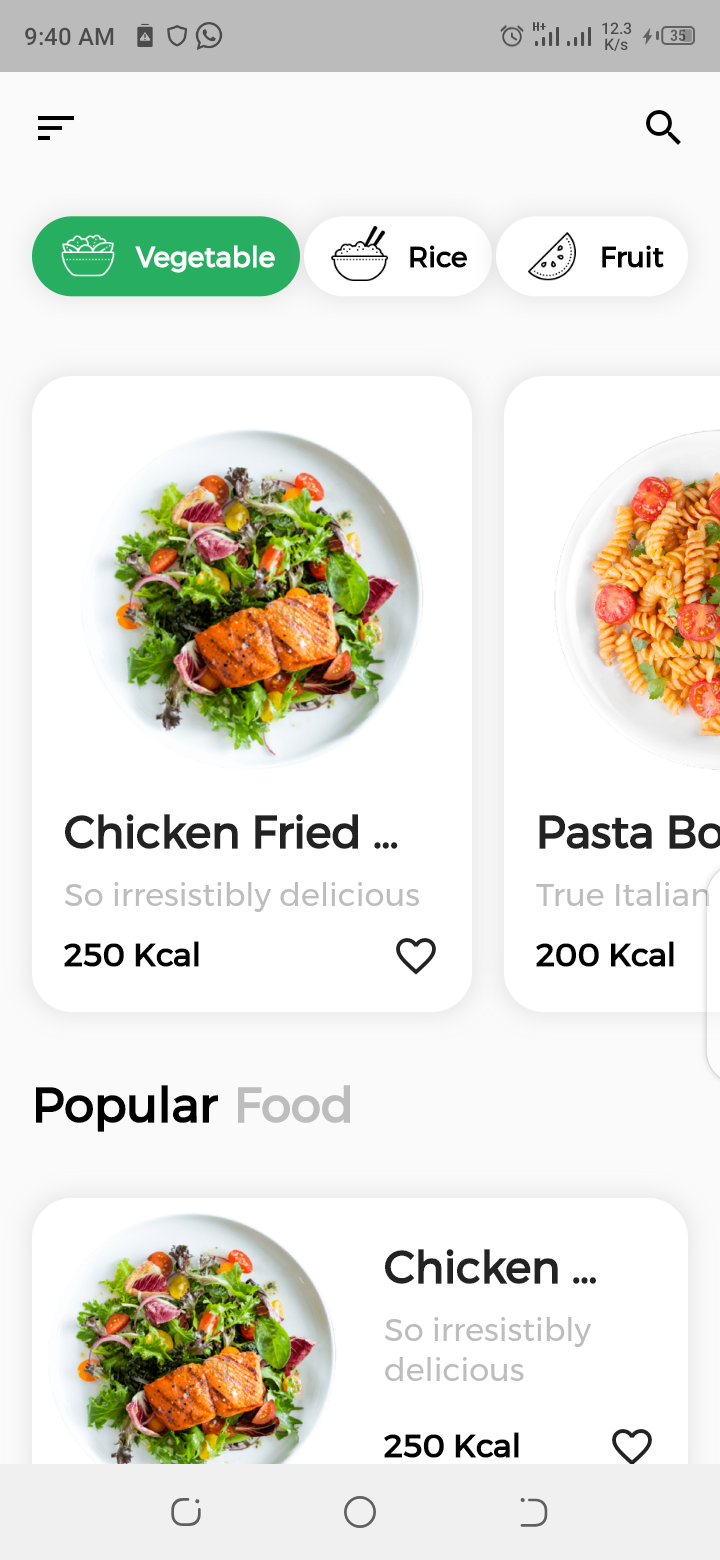 9:40 AM H+ 12.3 K/s 35
Vegetable Rice Fruit
Chicken Fried ... Pasta Bo
So irresistibly delicious True Italian
250 Kcal 200 Kcal
Popular Food
Chicken ...
So irresistibly
delicious
250 Kcal